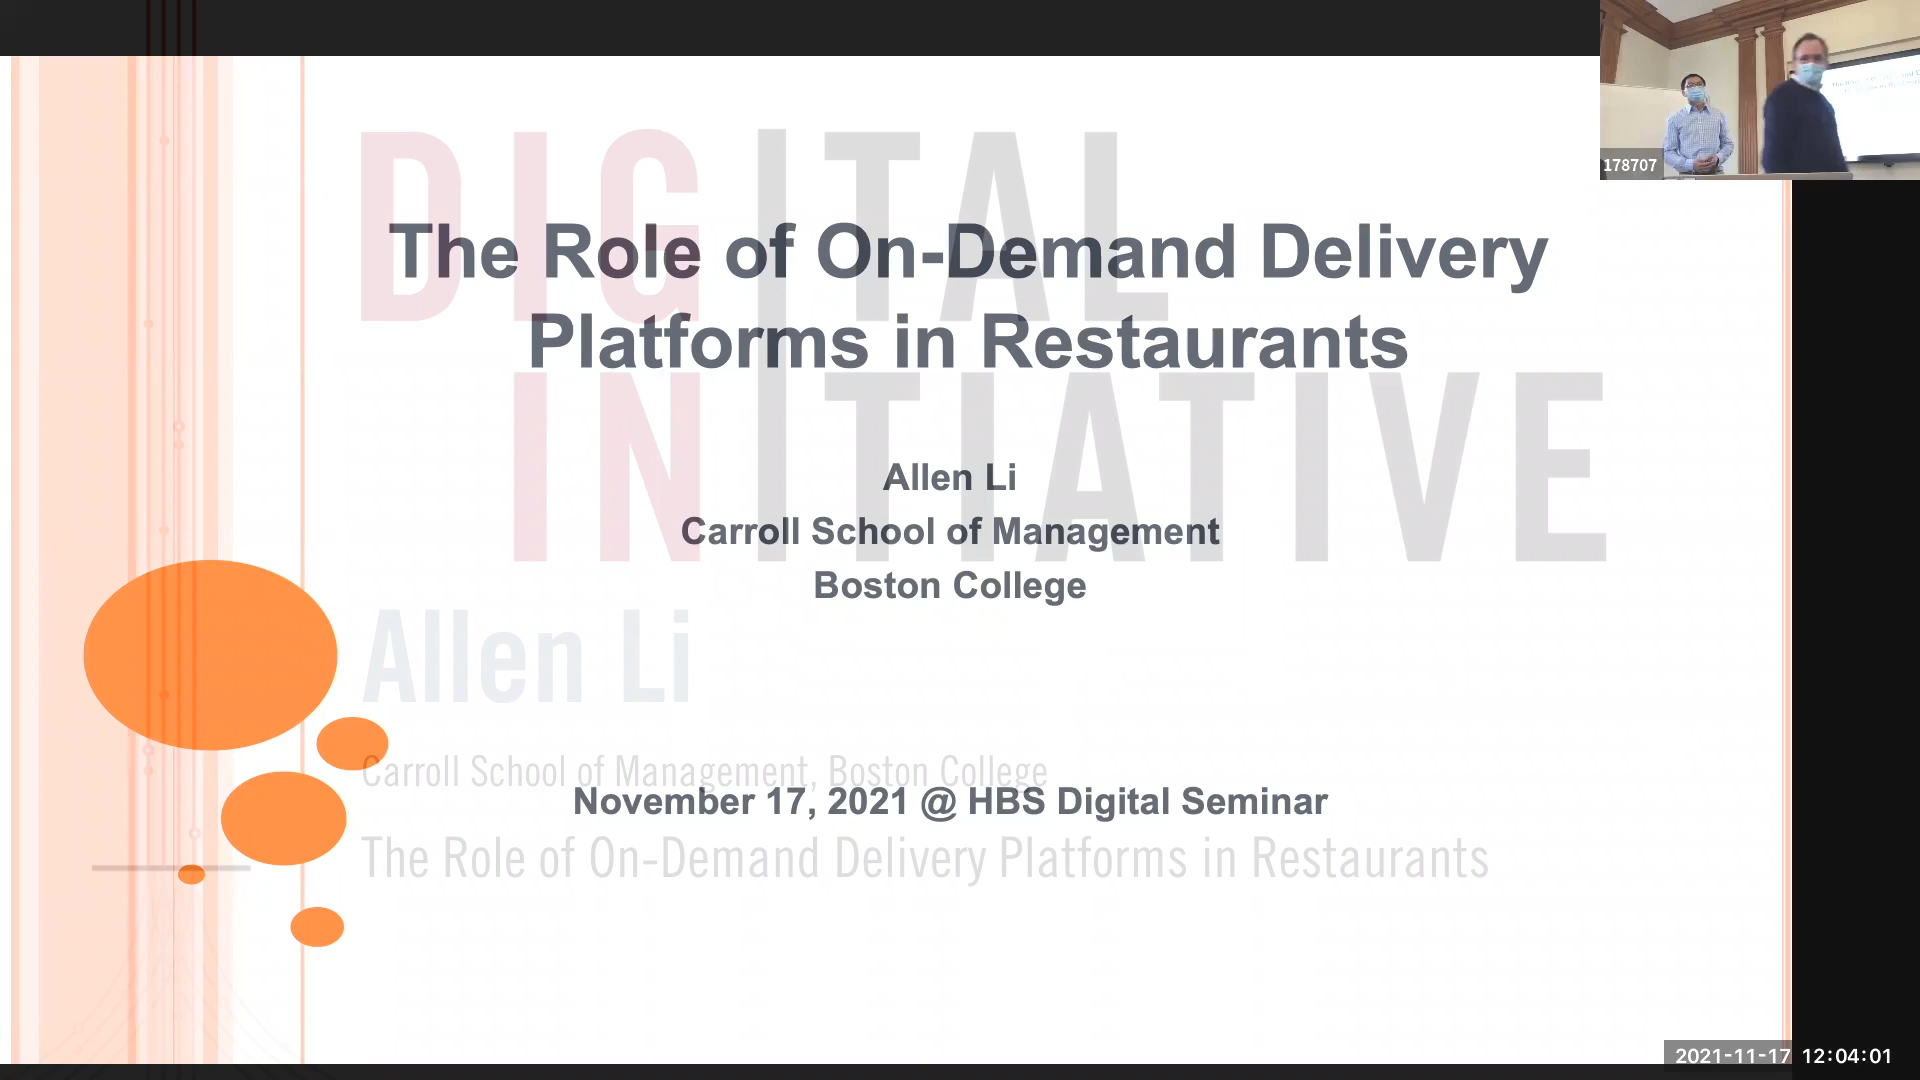 178707
DIGITAL
INITIATIVE
The Role of On-Demand Delivery
Platforms in Restaurants
Allen Li
Carroll School of Management
Boston College
November 17, 2021 @ HBS Digital Seminar
Allen Li
Carroll School of Management, Boston College
The Role of On-Demand Delivery Platforms in Restaurants
2021-11-17 12:04:01